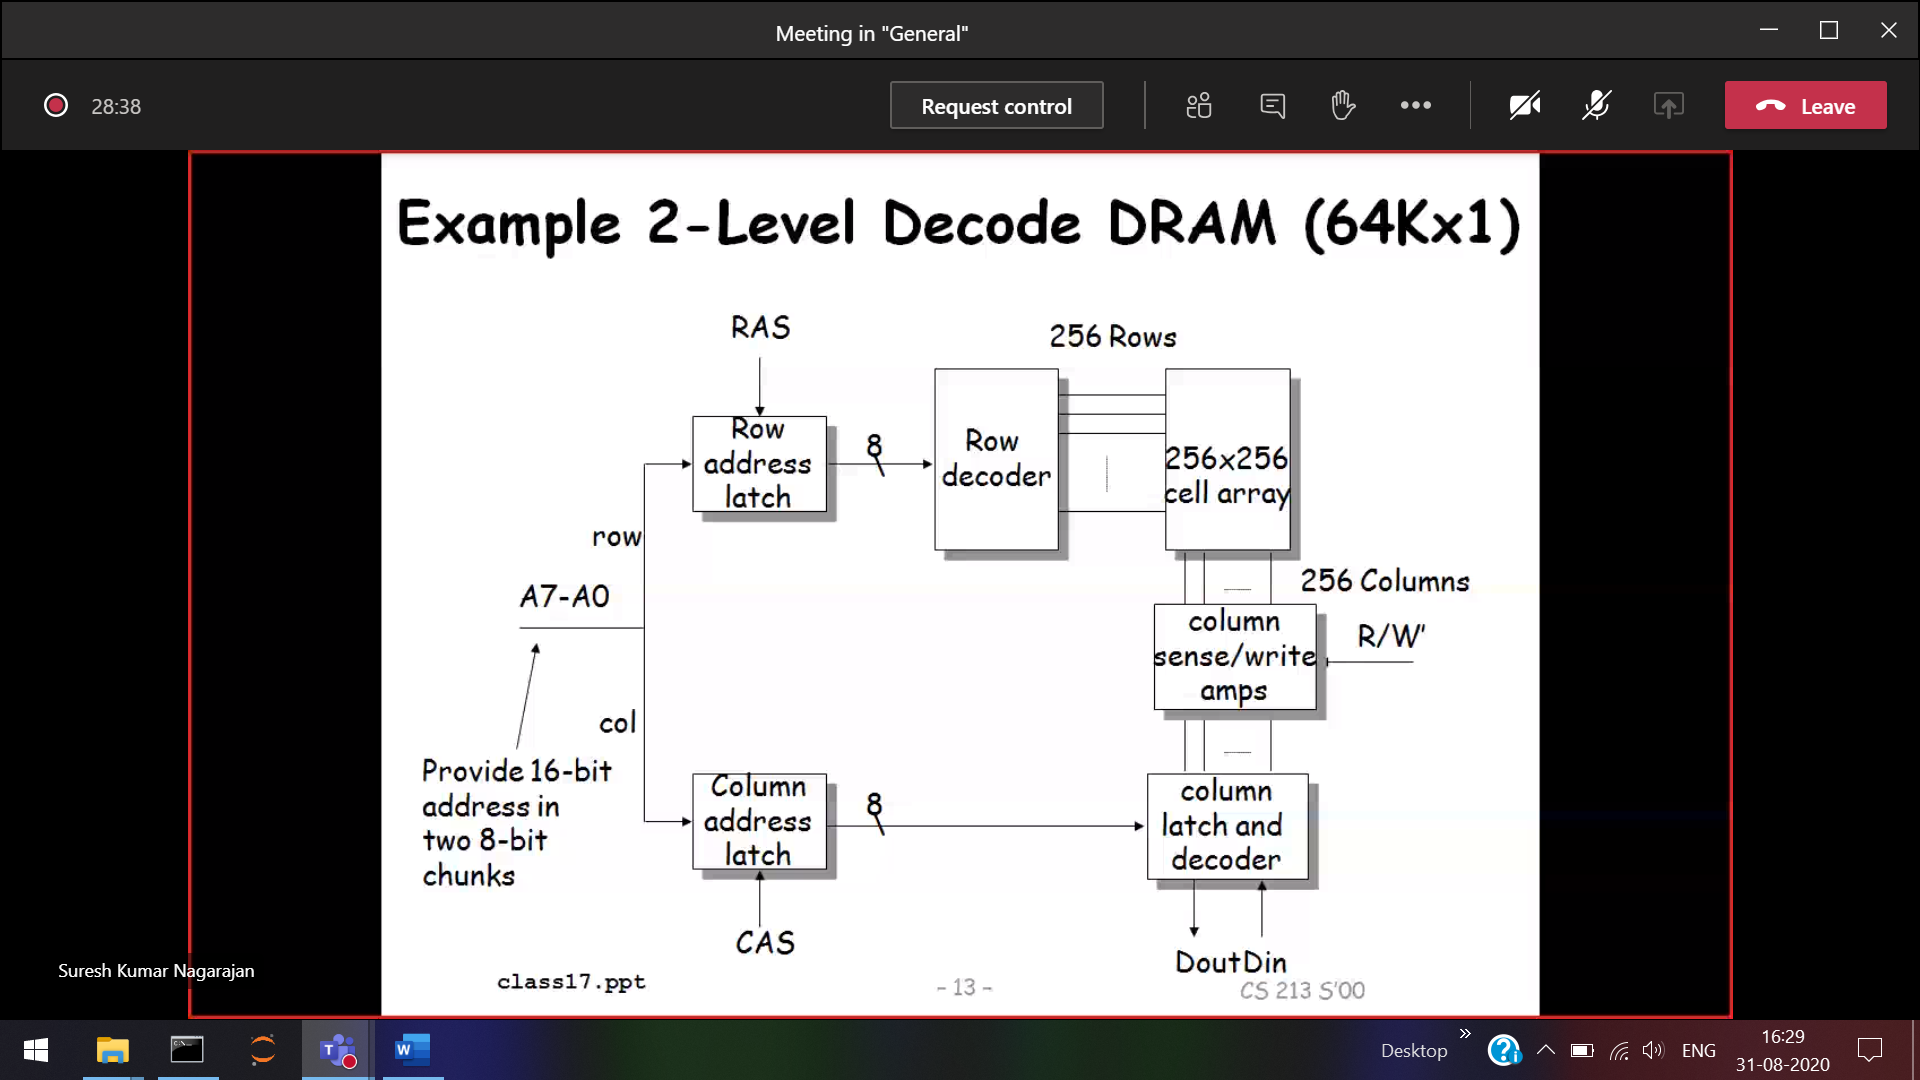 Meeting in "General"
28:38
Request control
Leave
Example 2-Level Decode DRAM (64Kx1)
RAS
256 Rows
Row
address
latch
8
Row
decoder
256x256
cell array
row
A7-A0
256 Columns
column
sense/write
amps
R/W'
col
Provide 16-bit
address in
two 8-bit
chunks
Column
address
latch
8
column
latch and
decoder
CAS
DoutDin
Suresh Kumar Nagarajan
class17.ppt
- 13 -
CS 213 S'00
Desktop
ENG
16:29
31-08-2020